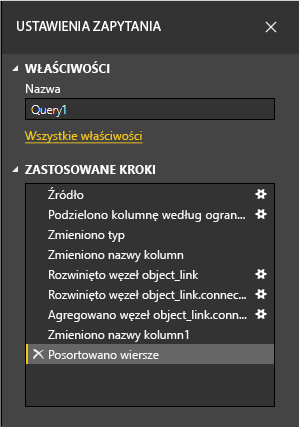 USTAWIENIA ZAPYTANIA
WŁAŚCIWOŚCI
Nazwa
Query1
Wszystkie właściwości
ZASTOSOWANE KROKI
Źródło
Podzielono kolumnę według ogran...
Zmieniono typ
Zmieniono nazwy kolumn
Rozwinięto węzeł object_link
Rozwinięto węzeł object_link.connec...
Agregowano węzeł object_link.conn...
Zmieniono nazwy kolumn1
Posortowano wiersze